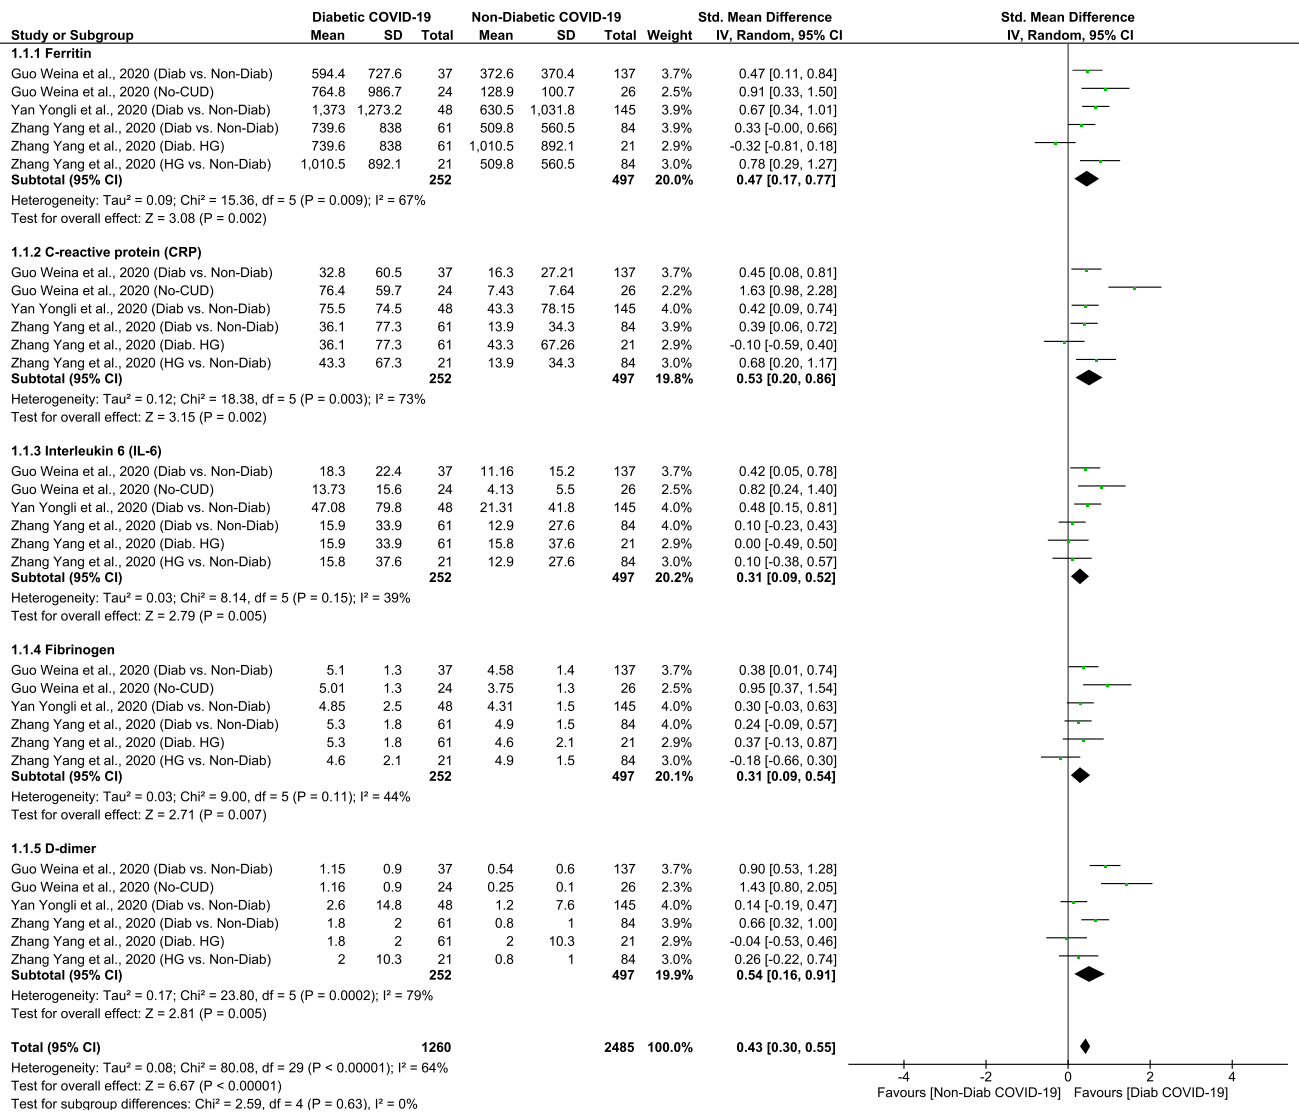 Diabetic COVID-19 Non-Diabetic COVID-19 Std. Mean Difference Std. Mean Difference
Study or Subgroup Mean SD Total Mean SD Total Weight IV, Random, 95% CI IV, Random, 95% CI
1.1.1 Ferritin
Guo Weina et al., 2020 (Diab vs. Non-Diab) 594.4 727.6 37 372.6 370.4 137 3.7% 0.47 [0.11, 0.84]
Guo Weina et al., 2020 (No-CUD) 764.8 986.7 24 128.9 100.7 26 2.5% 0.91 [0.33, 1.50]
Yan Yongli et al., 2020 (Diab vs. Non-Diab) 1,373 1,273.2 48 630.5 1,031.8 145 3.9% 0.67 [0.34, 1.01]
Zhang Yang et al., 2020 (Diab vs. Non-Diab) 739.6 838 61 509.8 560.5 84 3.9% 0.33 [-0.00, 0.66]
Zhang Yang et al., 2020 (Diab. HG) 739.6 838 61 1,010.5 892.1 21 2.9% -0.32 [-0.81, 0.18]
Zhang Yang et al., 2020 (HG vs. Non-Diab) 1,010.5 892.1 21 509.8 560.5 84 3.0% 0.78 [0.29, 1.27]
Subtotal (95% CI) 252 497 20.0% 0.47 [0.17, 0.77]
Heterogeneity: Tau² = 0.09; Chi² = 15.36, df = 5 (P = 0.009); I² = 67%
Test for overall effect: Z = 3.08 (P = 0.002)
1.1.2 C-reactive protein (CRP)
Guo Weina et al., 2020 (Diab vs. Non-Diab) 32.8 60.5 37 16.3 27.21 137 3.7% 0.45 [0.08, 0.81]
Guo Weina et al., 2020 (No-CUD) 76.4 59.7 24 7.43 7.64 26 2.2% 1.63 [0.98, 2.28]
Yan Yongli et al., 2020 (Diab vs. Non-Diab) 75.5 74.5 48 43.3 78.15 145 4.0% 0.42 [0.09, 0.74]
Zhang Yang et al., 2020 (Diab vs. Non-Diab) 36.1 77.3 61 13.9 34.3 84 3.9% 0.39 [0.06, 0.72]
Zhang Yang et al., 2020 (Diab. HG) 36.1 77.3 61 43.3 67.26 21 2.9% -0.10 [-0.59, 0.40]
Zhang Yang et al., 2020 (HG vs. Non-Diab) 43.3 67.3 21 13.9 34.3 84 3.0% 0.68 [0.20, 1.17]
Subtotal (95% CI) 252 497 19.8% 0.53 [0.20, 0.86]
Heterogeneity: Tau² = 0.12; Chi² = 18.38, df = 5 (P = 0.003); I² = 73%
Test for overall effect: Z = 3.15 (P = 0.002)
1.1.3 Interleukin 6 (IL-6)
Guo Weina et al., 2020 (Diab vs. Non-Diab) 18.3 22.4 37 11.16 15.2 137 3.7% 0.42 [0.05, 0.78]
Guo Weina et al., 2020 (No-CUD) 13.73 15.6 24 4.13 5.5 26 2.5% 0.82 [0.24, 1.40]
Yan Yongli et al., 2020 (Diab vs. Non-Diab) 47.08 79.8 48 21.31 41.8 145 4.0% 0.48 [0.15, 0.81]
Zhang Yang et al., 2020 (Diab vs. Non-Diab) 15.9 33.9 61 12.9 27.6 84 4.0% 0.10 [-0.23, 0.43]
Zhang Yang et al., 2020 (Diab. HG) 15.9 33.9 61 15.8 37.6 21 2.9% 0.00 [-0.49, 0.50]
Zhang Yang et al., 2020 (HG vs. Non-Diab) 15.8 37.6 21 12.9 27.6 84 3.0% 0.10 [-0.38, 0.57]
Subtotal (95% CI) 252 497 20.2% 0.31 [0.09, 0.52]
Heterogeneity: Tau² = 0.03; Chi² = 8.14, df = 5 (P = 0.15); I² = 39%
Test for overall effect: Z = 2.79 (P = 0.005)
1.1.4 Fibrinogen
Guo Weina et al., 2020 (Diab vs. Non-Diab) 5.1 1.3 37 4.58 1.4 137 3.7% 0.38 [0.01, 0.74]
Guo Weina et al., 2020 (No-CUD) 5.01 1.3 24 3.75 1.3 26 2.5% 0.95 [0.37, 1.54]
Yan Yongli et al., 2020 (Diab vs. Non-Diab) 4.85 2.5 48 4.31 1.5 145 4.0% 0.30 [-0.03, 0.63]
Zhang Yang et al., 2020 (Diab vs. Non-Diab) 5.3 1.8 61 4.9 1.5 84 4.0% 0.24 [-0.09, 0.57]
Zhang Yang et al., 2020 (Diab. HG) 5.3 1.8 61 4.6 2.1 21 2.9% 0.37 [-0.13, 0.87]
Zhang Yang et al., 2020 (HG vs. Non-Diab) 4.6 2.1 21 4.9 1.5 84 3.0% -0.18 [-0.66, 0.30]
Subtotal (95% CI) 252 497 20.1% 0.31 [0.09, 0.54]
Heterogeneity: Tau² = 0.03; Chi² = 9.00, df = 5 (P = 0.11); I² = 44%
Test for overall effect: Z = 2.71 (P = 0.007)
1.1.5 D-dimer
Guo Weina et al., 2020 (Diab vs. Non-Diab) 1.15 0.9 37 0.54 0.6 137 3.7% 0.90 [0.53, 1.28]
Guo Weina et al., 2020 (No-CUD) 1.16 0.9 24 0.25 0.1 26 2.3% 1.43 [0.80, 2.05]
Yan Yongli et al., 2020 (Diab vs. Non-Diab) 2.6 14.8 48 1.2 7.6 145 4.0% 0.14 [-0.19, 0.47]
Zhang Yang et al., 2020 (Diab vs. Non-Diab) 1.8 2 61 0.8 1 84 3.9% 0.66 [0.32, 1.00]
Zhang Yang et al., 2020 (Diab. HG) 1.8 2 61 2 10.3 21 2.9% -0.04 [-0.53, 0.46]
Zhang Yang et al., 2020 (HG vs. Non-Diab) 2 10.3 21 0.8 1 84 3.0% 0.26 [-0.22, 0.74]
Subtotal (95% CI) 252 497 19.9% 0.54 [0.16, 0.91]
Heterogeneity: Tau² = 0.17; Chi² = 23.80, df = 5 (P = 0.0002); I² = 79%
Test for overall effect: Z = 2.81 (P = 0.005)
Total (95% CI) 1260 2485 100.0% 0.43 [0.30, 0.55]
Heterogeneity: Tau² = 0.08; Chi² = 80.08, df = 29 (P < 0.00001); I² = 64%
Test for overall effect: Z = 6.67 (P < 0.00001)
Test for subgroup differences: Chi² = 2.59, df = 4 (P = 0.63), I² = 0%
-4 -2 0 2 4
Favours [Non-Diab COVID-19] Favours [Diab COVID-19]